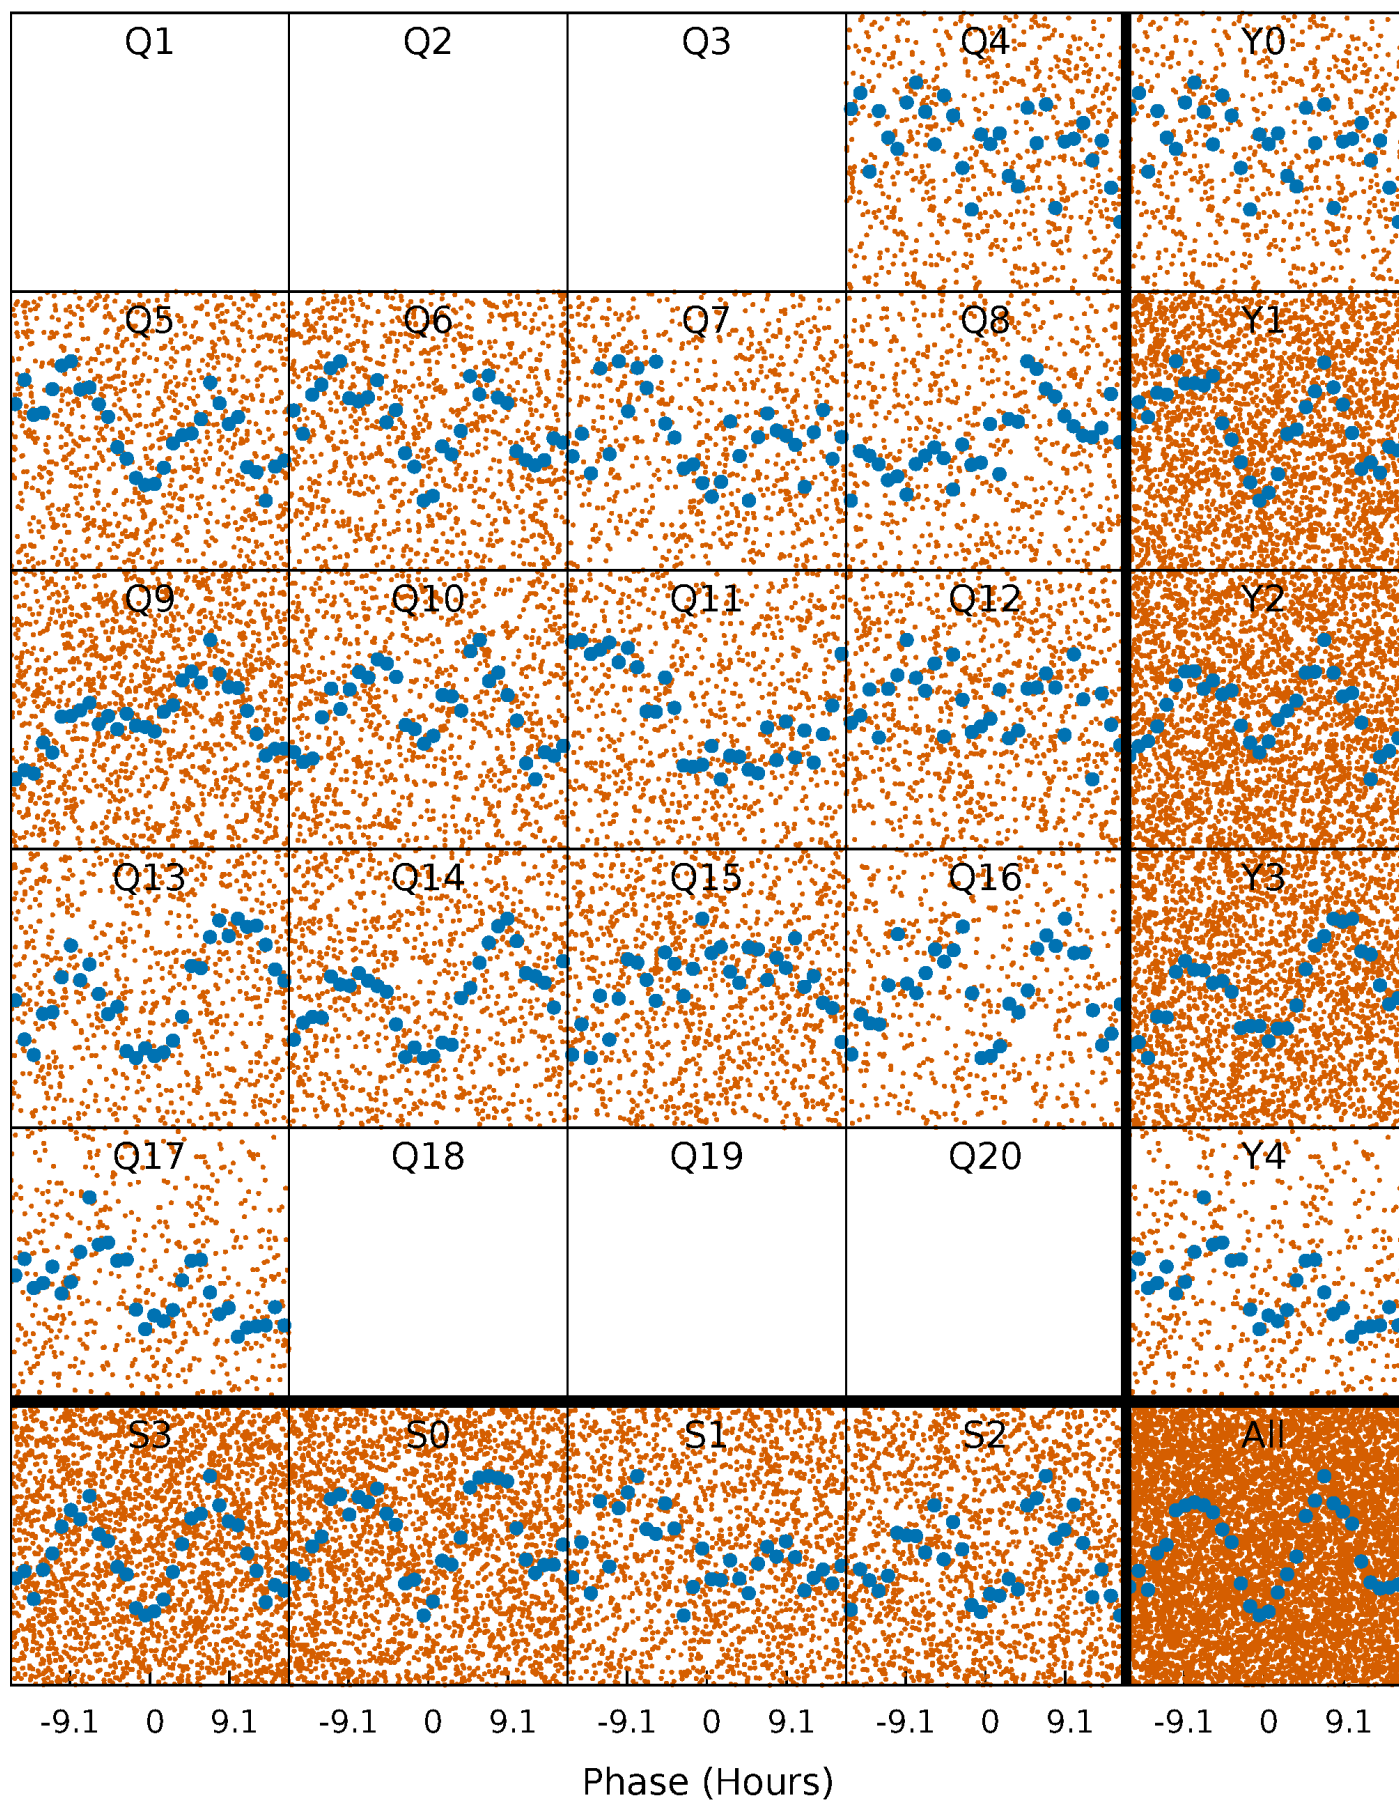 Q1 Q2 Q3 Q4 Y0
Q5 Q6 Q7 Q8 Y1
Q9 Q10 Q11 Q12 Y2
Q13 Q14 Q15 Q16 Y3
Q17 Q18 Q19 Q20 Y4
S3 S0 S1 S2 All
-9.1 0 9.1 -9.1 0 9.1 -9.1 0 9.1 -9.1 0 9.1 -9.1 0 9.1
Phase (Hours)